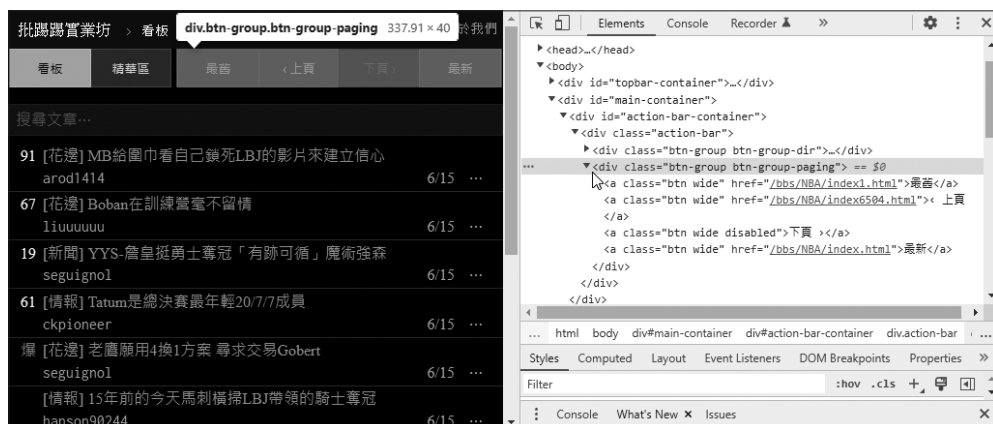 批踢踢實業坊 › 看板
div.btn-group.btn-group-paging 337.91 × 40
於我們
看板 精華區 最舊 ‹ 上頁 下頁 › 最新
搜尋文章⋯
91 [花邊] MB給圍巾看自己鎖死LBJ的影片來建立信心
arod1414 6/15 ⋯
67 [花邊] Boban在訓練營毫不留情
liuuuuuu 6/15 ⋯
19 [新聞] YYS-詹皇挺勇士奪冠「有跡可循」魔術強森
seguignol 6/15 ⋯
61 [情報] Tatum是總決賽最年輕20/7/7成員
ckpioneer 6/15 ⋯
爆 [花邊] 老鷹願用4換1方案 尋求交易Gobert
seguignol 6/15 ⋯
[情報] 15年前的今天馬刺橫掃LBJ帶領的騎士奪冠
hanson90244 6/15 ⋯
Elements Console Recorder »
<head>…</head>
<body>
<div id="topbar-container">…</div>
<div id="main-container">
<div id="action-bar-container">
<div class="action-bar">
<div class="btn-group btn-group-dir">…</div>
<div class="btn-group btn-group-paging"> == $0
<a class="btn wide" href="/bbs/NBA/index1.html">最舊</a>
<a class="btn wide" href="/bbs/NBA/index6504.html">‹ 上頁
</a>
<a class="btn wide disabled">下頁 ›</a>
<a class="btn wide" href="/bbs/NBA/index.html">最新</a>
</div>
</div>
</div>
... html body div#main-container div#action-bar-container div.action-bar ...
Styles Computed Layout Event Listeners DOM Breakpoints Properties »
Filter :hov .cls +
Console What's New × Issues